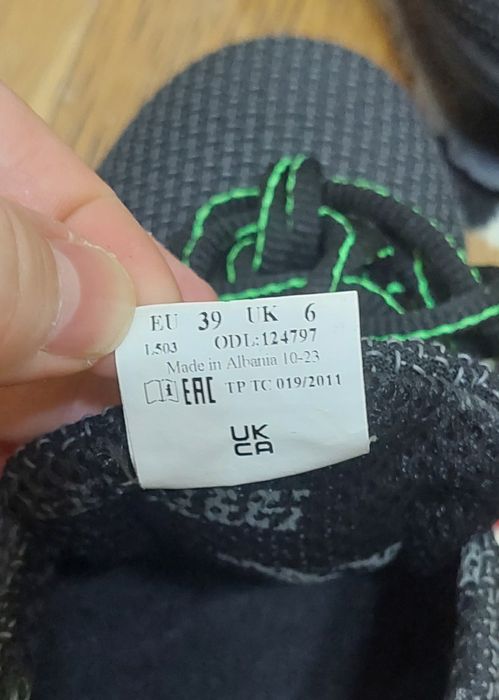 EU 39 UK 6
L503 ODL:124797
Made in Albania 10-23
EAC TP TC 019/2011
UK
CA